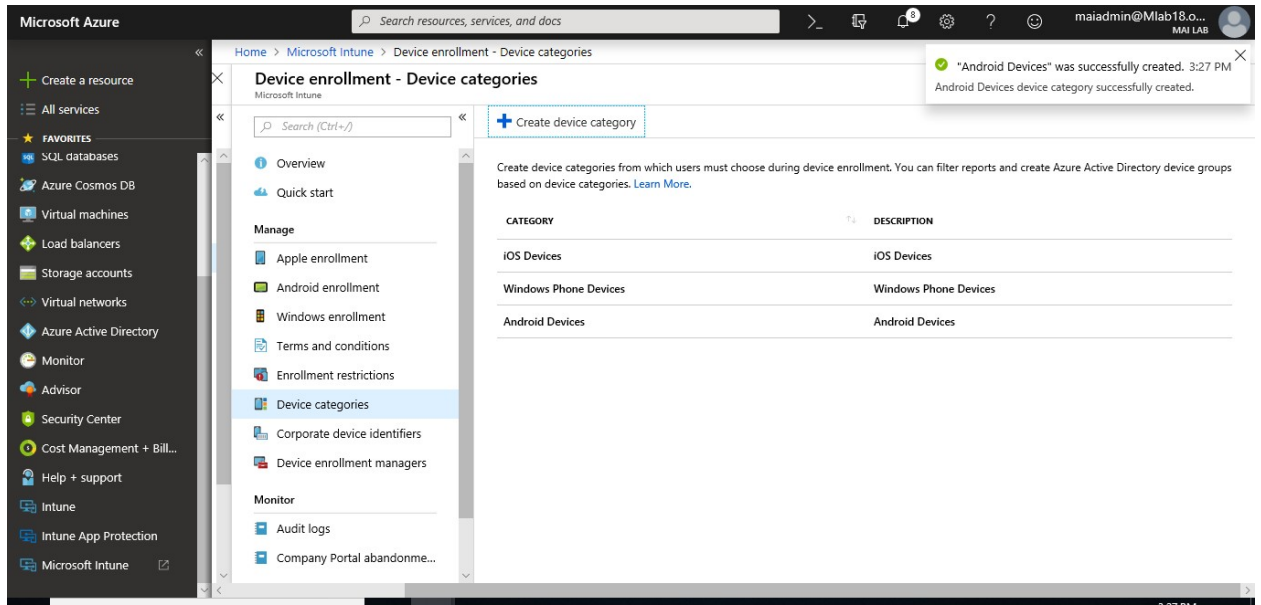 Microsoft Azure
Search resources, services, and docs
8
maiadmin@Mlab18.o...
MAI LAB
Create a resource
All services
FAVORITES
SQL databases
Azure Cosmos DB
Virtual machines
Load balancers
Storage accounts
Virtual networks
Azure Active Directory
Monitor
Advisor
Security Center
Cost Management + Bill...
Help + support
Intune
Intune App Protection
Microsoft Intune
Home > Microsoft Intune > Device enrollment - Device categories
Device enrollment - Device categories
Microsoft Intune
"Android Devices" was successfully created. 3:27 PM
Android Devices device category successfully created.
Search (Ctrl+/)
Overview
Quick start
Manage
Apple enrollment
Android enrollment
Windows enrollment
Terms and conditions
Enrollment restrictions
Device categories
Corporate device identifiers
Device enrollment managers
Monitor
Audit logs
Company Portal abandonme...
Create device category
Create device categories from which users must choose during device enrollment. You can filter reports and create Azure Active Directory device groups
based on device categories. Learn More.
CATEGORY DESCRIPTION
iOS Devices iOS Devices
Windows Phone Devices Windows Phone Devices
Android Devices Android Devices